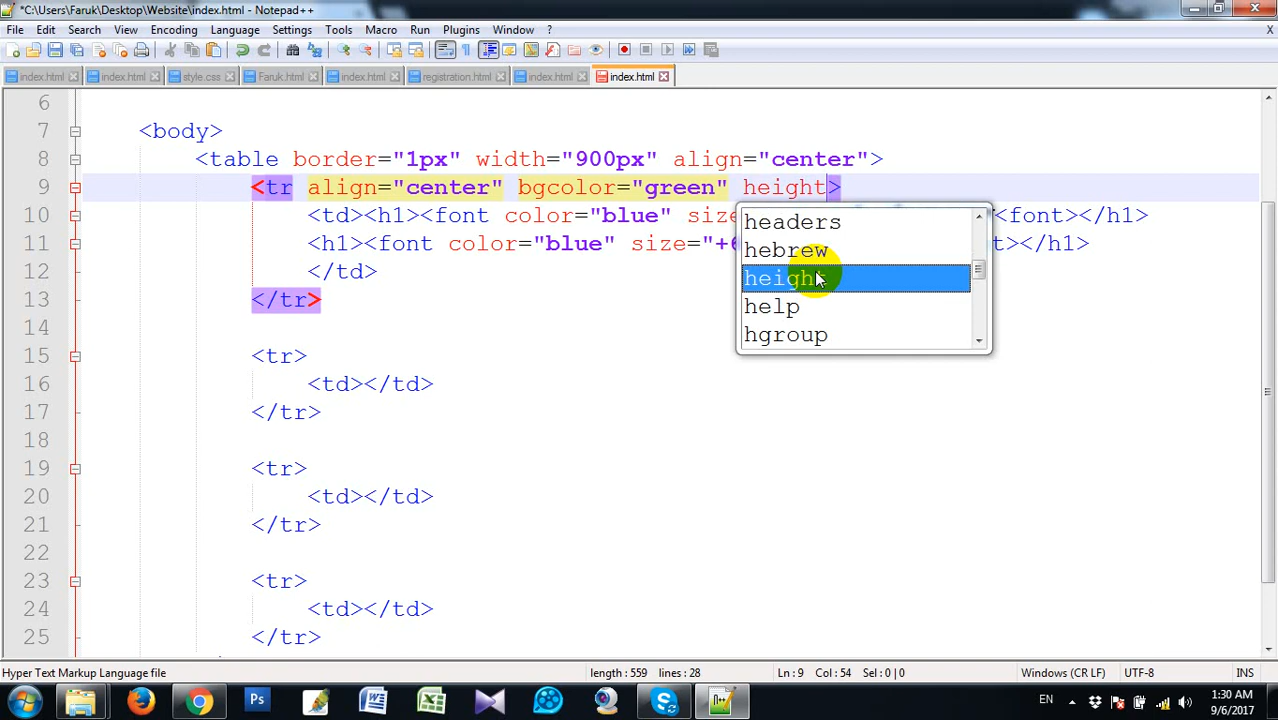 *C:\Users\Faruk\Desktop\Website\index.html - Notepad++
File Edit Search View Encoding Language Settings Tools Macro Run Plugins Window ? X
index.html index.html style.css Faruk.html index.html registration.html index.html index.html
6
7 <body>
8 <table border="1px" width="900px" align="center">
9 <tr align="center" bgcolor="green" height>
10 <td><h1><font color="blue" <font></h1>
11 <h1><font color="blue" size="+6 </h1>
12 </td>
13 </tr>
14
15 <tr>
16 <td></td>
17 </tr>
18
19 <tr>
20 <td></td>
21 </tr>
22
23 <tr>
24 <td></td>
25 </tr>
headers
hebrew
height
help
hgroup
Hyper Text Markup Language file length : 559 lines : 28 Ln : 9 Col : 54 Sel : 0 | 0 Windows (CR LF) UTF-8 INS
Ps EN 1:30 AM
9/6/2017